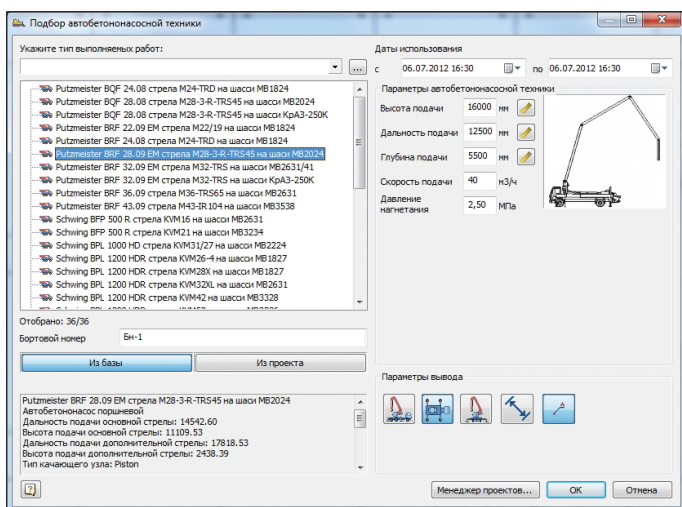 Подбор автобетононасосной техники
Укажите тип выполняемых работ:
...
Putzmeister BQF 24.08 стрела M24-TRD на шасси MB1824
Putzmeister BQF 28.08 стрела M28-3-R-TRS45 на шасси MB2024
Putzmeister BQF 28.08 стрела M28-3-R-TRS45 на шасси КрАЗ-250К
Putzmeister BRF 22.09 EM стрела M22/19 на шасси MB1824
Putzmeister BRF 24.08 стрела M24-TRD на шасси MB1824
Putzmeister BRF 28.09 EM стрела M28-3-R-TRS45 на шаси MB2024
Putzmeister BRF 32.09 EM стрела M32-TRS на шасси MB2631/41
Putzmeister BRF 32.09 EM стрела M32-TRS на шасси КрАЗ-250К
Putzmeister BRF 36.09 стрела M36-TRS65 на шасси MB2631
Putzmeister BRF 43.09 стрела M43-IR104 на шасси MB3538
Schwing BFP 500 R стрела KVM16 на шасси MB2631
Schwing BFP 500 R стрела KVM21 на шасси MB3234
Schwing BPL 1000 HD стрела KVM31/27 на шасси MB2224
Schwing BPL 1200 HDR стрела KVM26-4 на шасси MB1827
Schwing BPL 1200 HDR стрела KVM28X на шасси MB1827
Schwing BPL 1200 HDR стрела KVM32XL на шасси MB2631
Schwing BPL 1200 HDR стрела KVM42 на шасси MB3328
Отобрано: 36/36
Бортовой номер Бн-1
Из базы Из проекта
Putzmeister BRF 28.09 EM стрела M28-3-R-TRS45 на шаси MB2024
Автобетононасос поршневой
Дальность подачи основной стрелы: 14542.60
Высота подачи основной стрелы: 11109.53
Дальность подачи дополнительной стрелы: 17818.53
Высота подачи дополнительной стрелы: 2438.39
Тип качающего узла: Piston
Даты использования
с 06.07.2012 16:30 по 06.07.2012 16:30
Параметры автобетононасосной техники
Высота подачи 16000 мм
Дальность подачи 12500 мм
Глубина подачи 5500 мм
Скорость подачи 40 м3/ч
Давление
нагнетания 2,50 МПа
Параметры вывода
Менеджер проектов... ОК Отмена